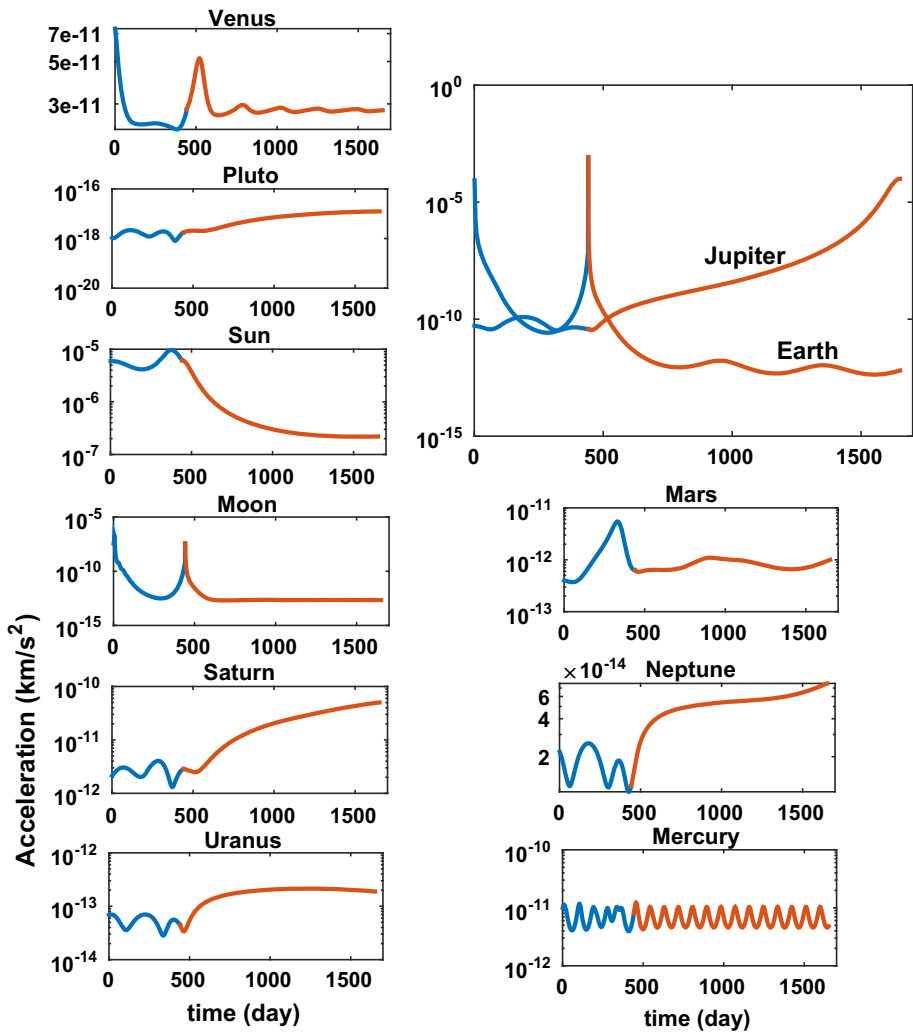 Venus
7e-11
5e-11
3e-11
0 500 1000 1500
Pluto
10^-16
10^-18
10^-20
0 500 1000 1500
Sun
10^-5
10^-6
10^-7
0 500 1000 1500
Moon
10^-5
10^-10
10^-15
0 500 1000 1500
Saturn
10^-10
10^-11
10^-12
0 500 1000 1500
Uranus
10^-12
10^-13
10^-14
0 500 1000 1500
time (day)
Acceleration (km/s^2)
10^0
10^-5
10^-10
10^-15
Jupiter
Earth
0 500 1000 1500
Mars
10^-11
10^-12
10^-13
0 500 1000 1500
×10^-14 Neptune
6
4
2
0 500 1000 1500
Mercury
10^-10
10^-11
10^-12
0 500 1000 1500
time (day)